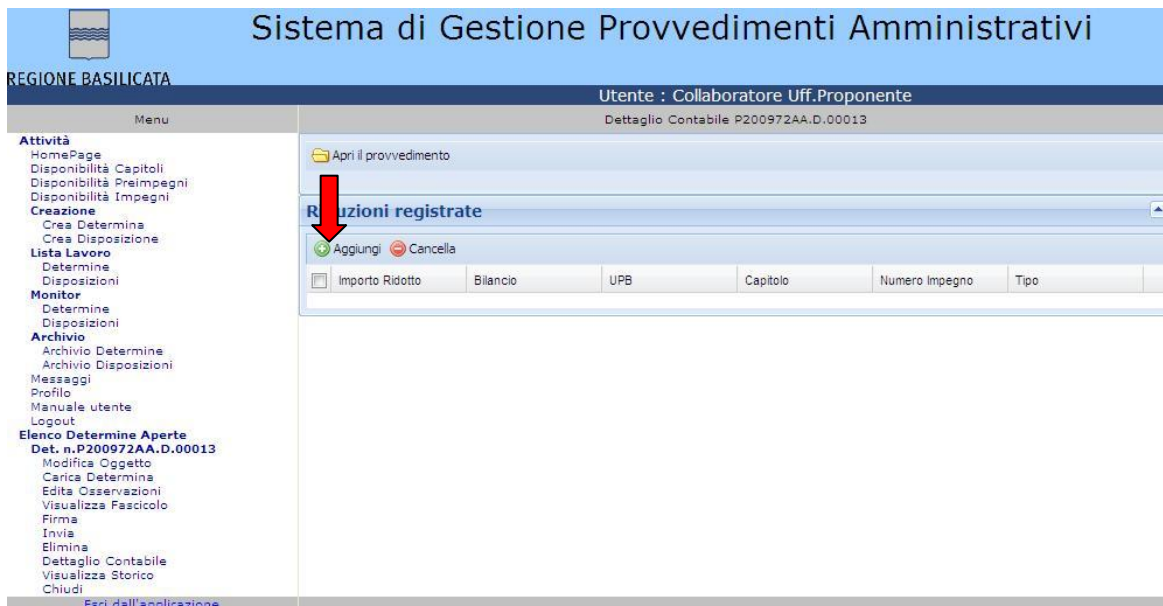 Sistema di Gestione Provvedimenti Amministrativi
REGIONE BASILICATA
Utente : Collaboratore Uff.Proponente
Menu
Dettaglio Contabile P200972AA.D.00013
Attività
HomePage
Disponibilità Capitoli
Disponibilità Preimpegni
Disponibilità Impegni
Creazione
Crea Determina
Crea Disposizione
Lista Lavoro
Determine
Disposizioni
Monitor
Determine
Disposizioni
Archivio
Archivio Determine
Archivio Disposizioni
Messaggi
Profilo
Manuale utente
Logout
Elenco Determine Aperte
Det. n.P200972AA.D.00013
Modifica Oggetto
Carica Determina
Edita Osservazioni
Visualizza Fascicolo
Firma
Invia
Elimina
Dettaglio Contabile
Visualizza Storico
Chiudi
Esci dall'applicazione
Apri il provvedimento
registrate
Aggiungi Cancella
Importo Ridotto Bilancio UPB Capitolo Numero Impegno Tipo